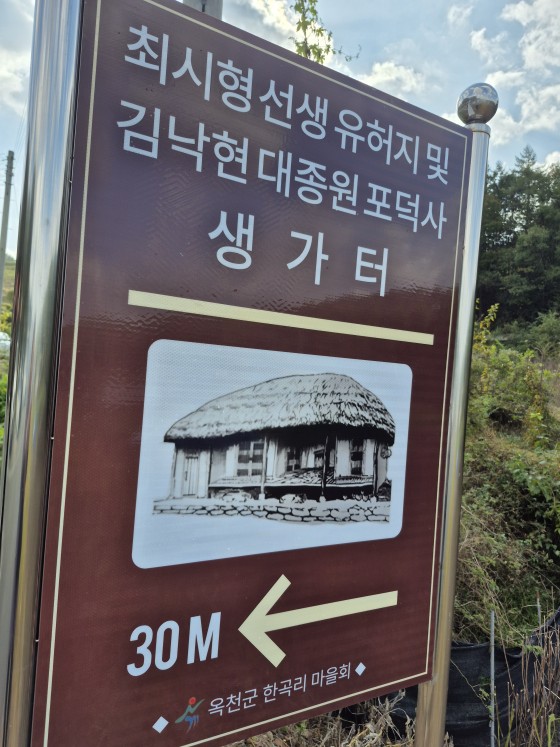 최시형 선생 유허지 및
김낙현 대종원 포덕사
생 가 터
30 M
옥천군 한곡리 마을회